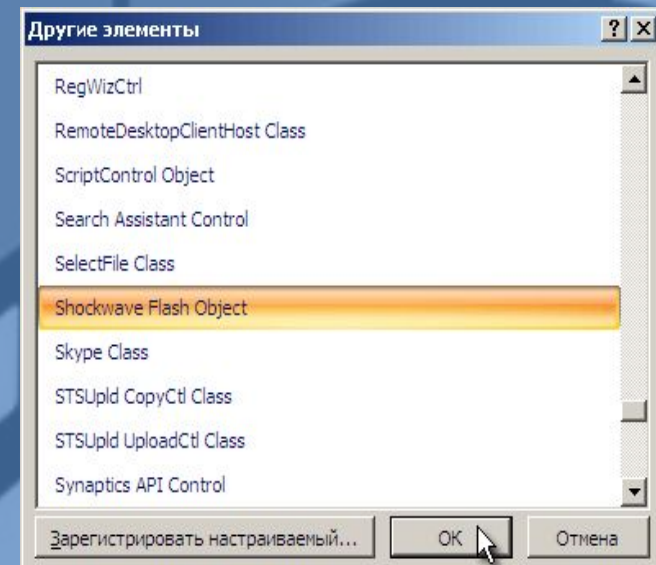 Другие элементы
RegWizCtrl
RemoteDesktopClientHost Class
ScriptControl Object
Search Assistant Control
SelectFile Class
Shockwave Flash Object
Skype Class
STSUpld CopyCtl Class
STSUpld UploadCtl Class
Synaptics API Control
Зарегистрировать настраиваемый... ОК Отмена